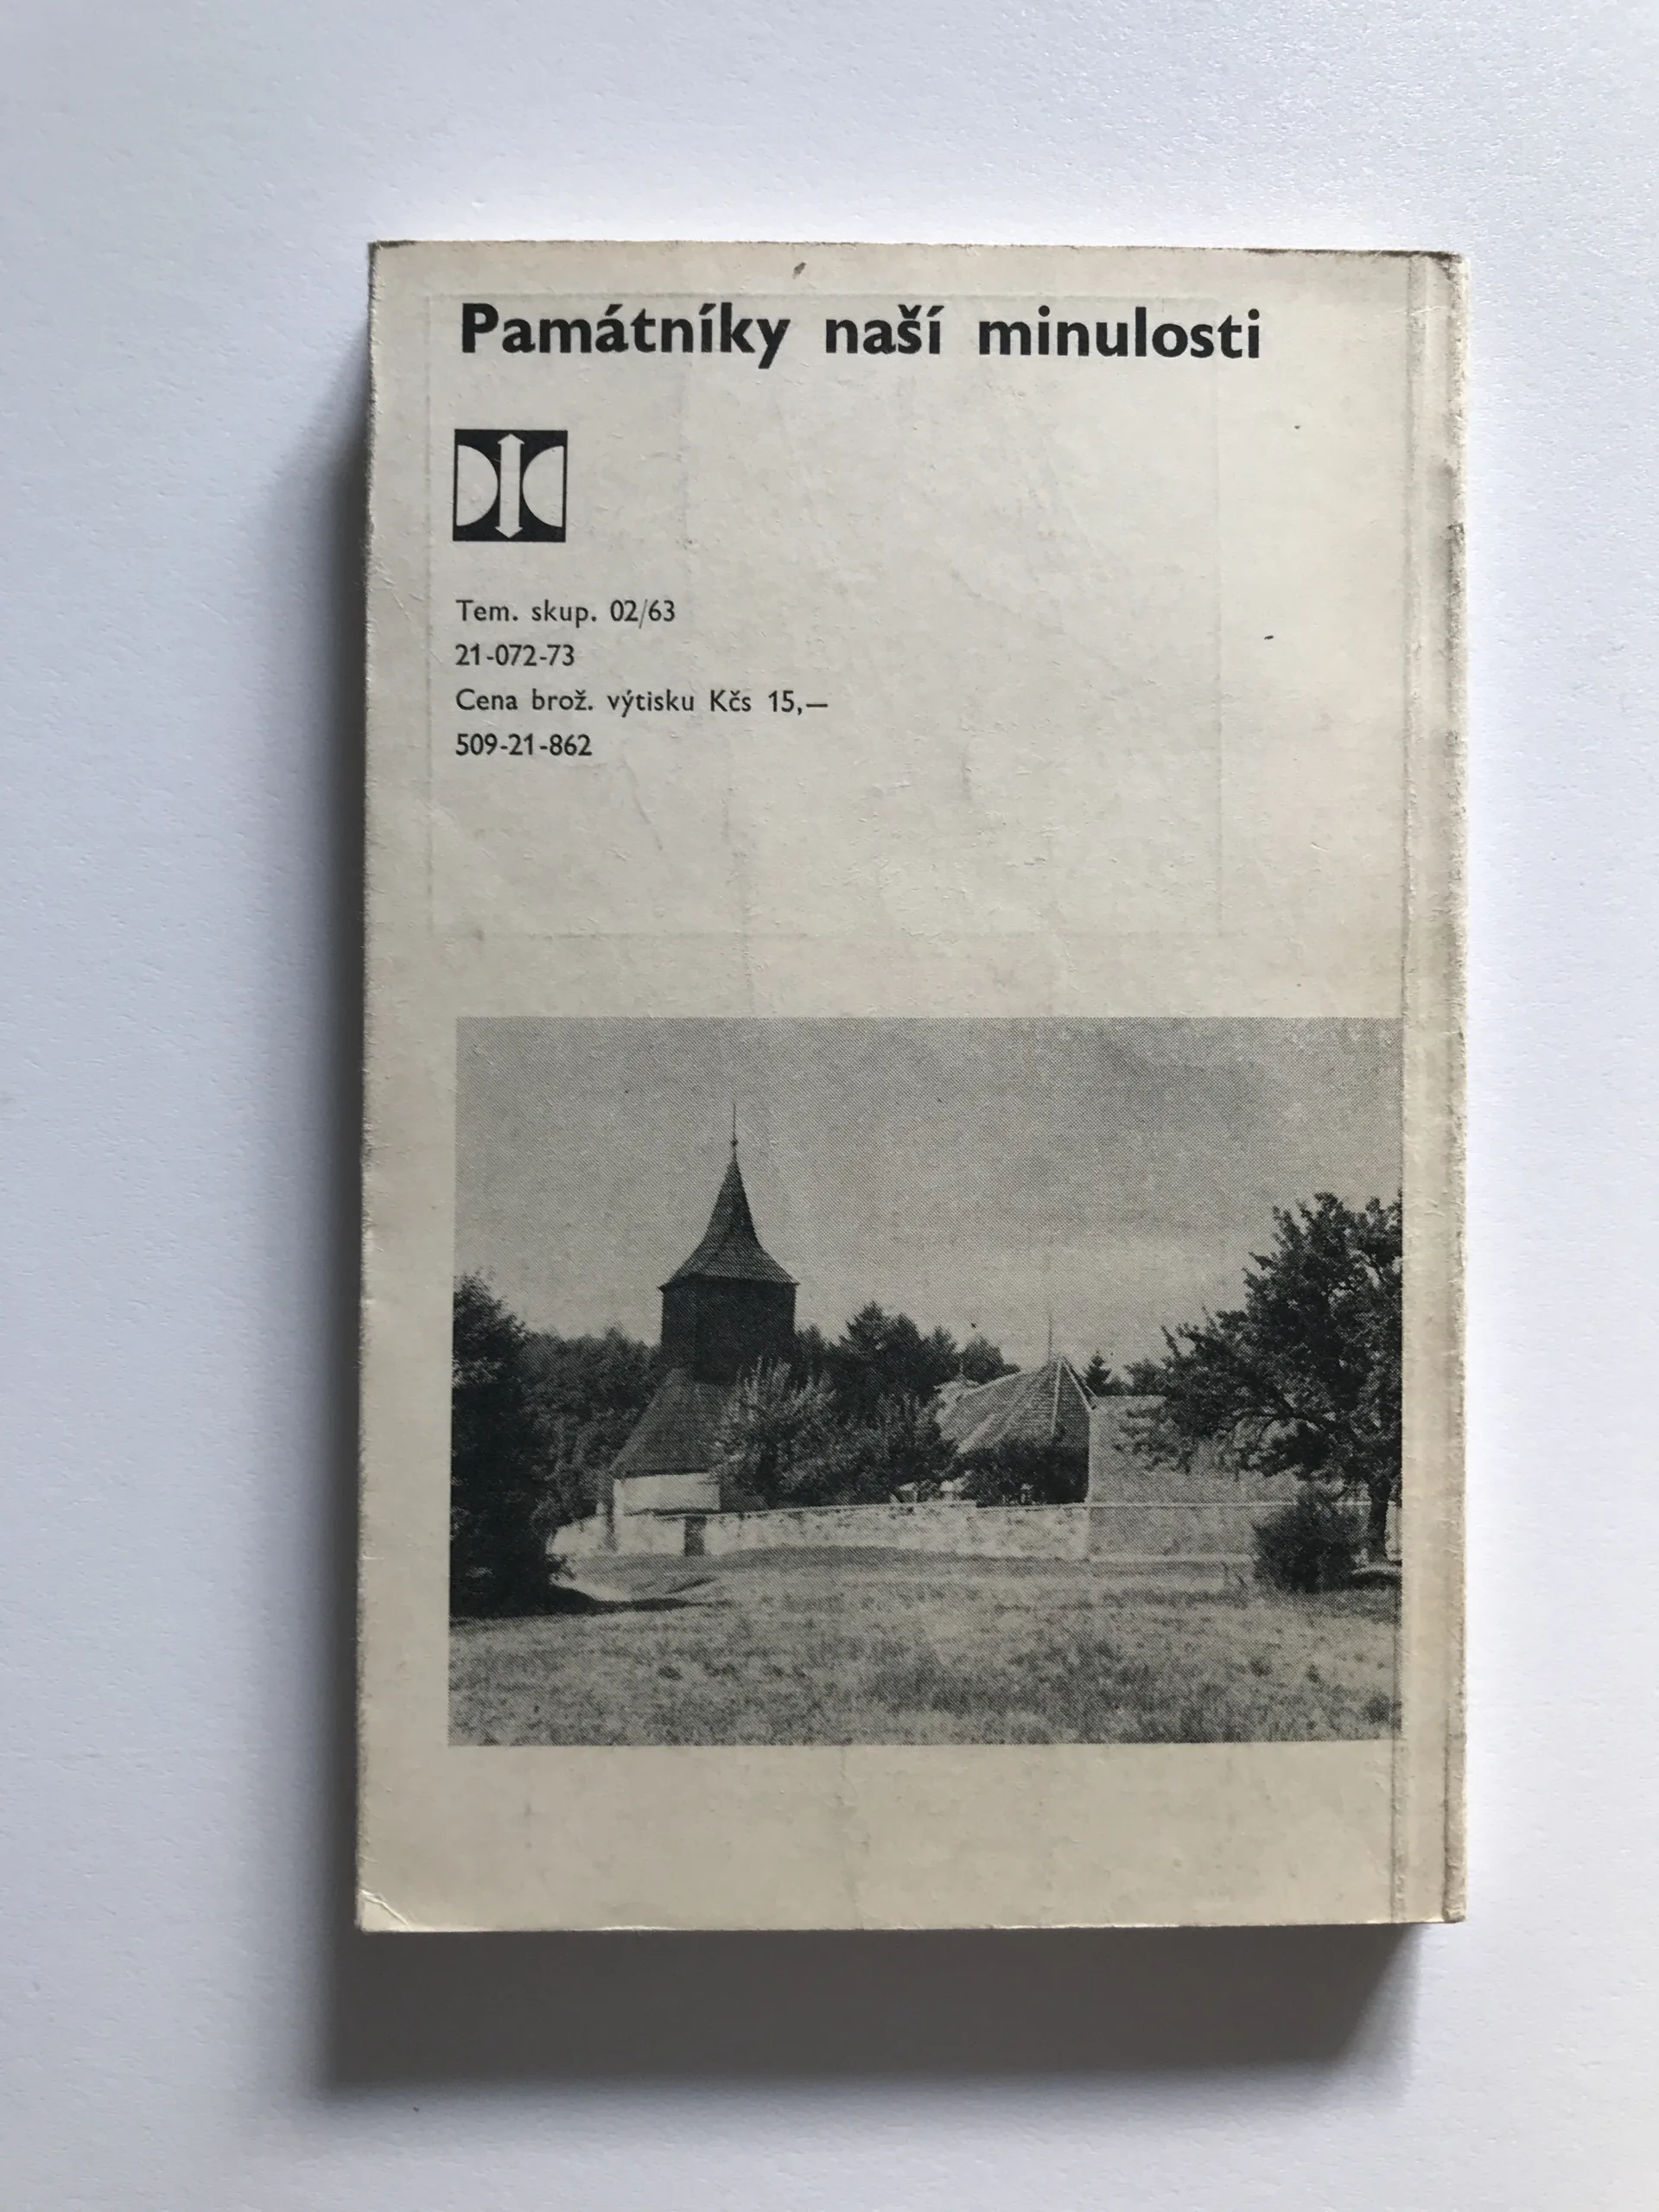 Památníky naší minulosti
Tem. skup. 02/63
21-072-73
Cena brož. výtisku Kčs 15,—
509-21-862